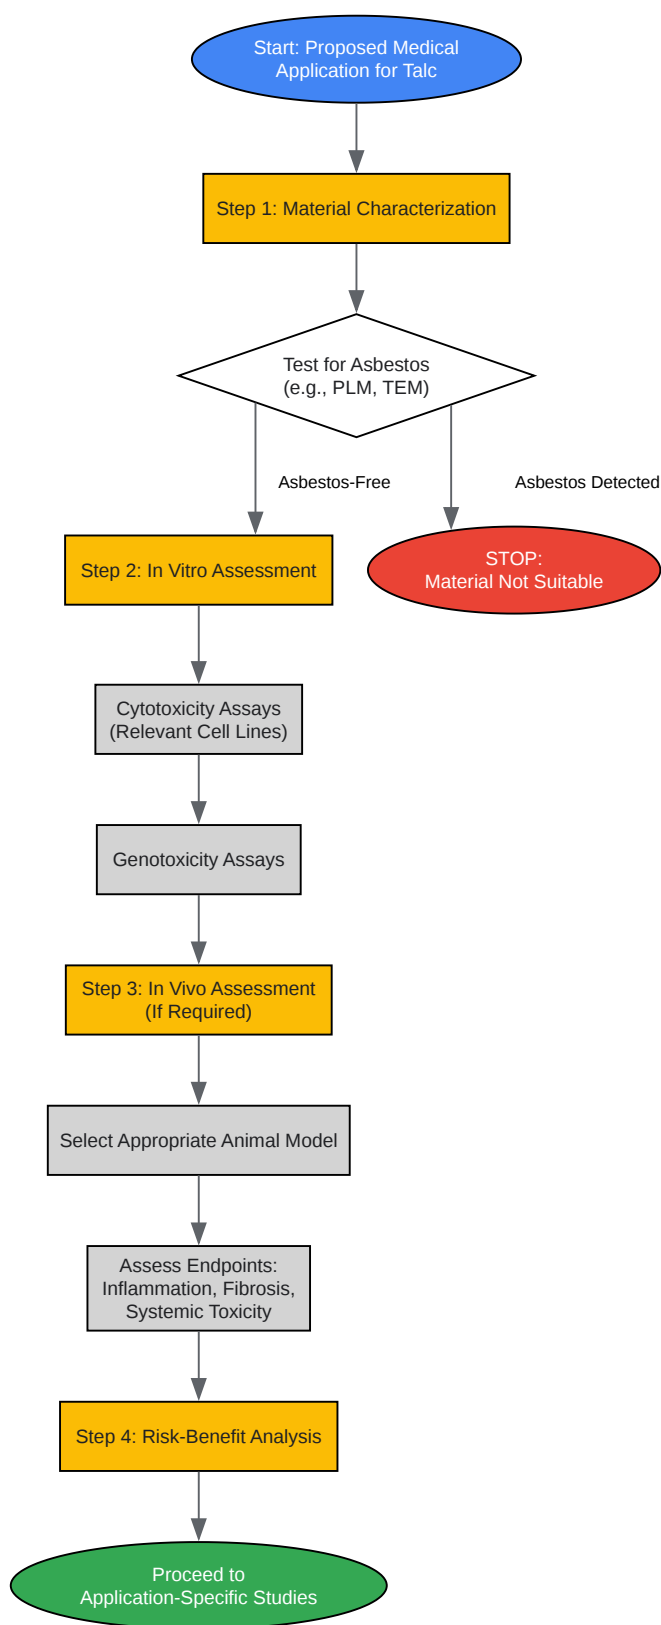 Start: Proposed Medical
Application for Talc
Step 1: Material Characterization
Test for Asbestos
(e.g., PLM, TEM)
Asbestos-Free
Asbestos Detected
Step 2: In Vitro Assessment
STOP:
Material Not Suitable
Cytotoxicity Assays
(Relevant Cell Lines)
Genotoxicity Assays
Step 3: In Vivo Assessment
(If Required)
Select Appropriate Animal Model
Assess Endpoints:
Inflammation, Fibrosis,
Systemic Toxicity
Step 4: Risk-Benefit Analysis
Proceed to
Application-Specific Studies